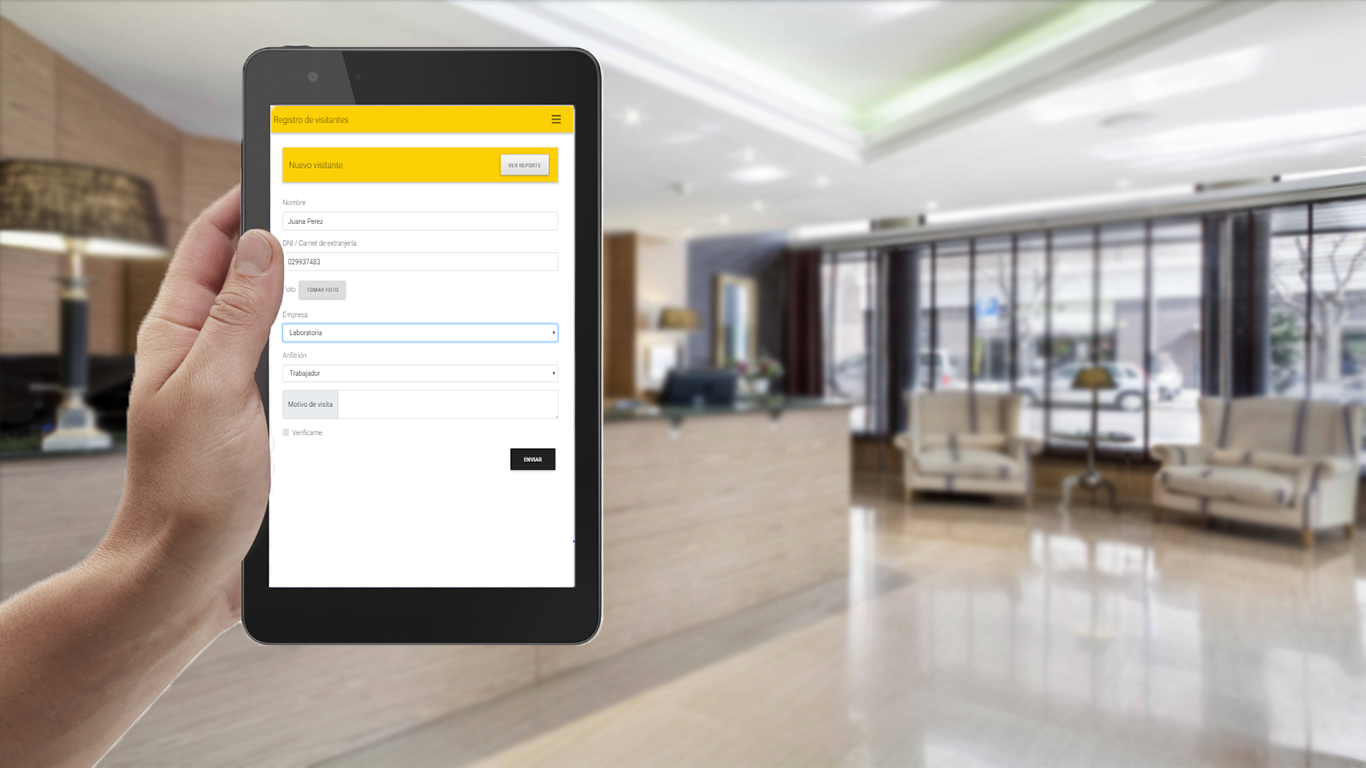 Registro de visitantes
Nuevo visitante
VER REPORTE
Nombre
Juana Perez
DNI / Carnet de extranjería
029937483
Foto TOMAR FOTO
Empresa
Laboratoria
Anfitrión
Trabajador
Motivo de visita
Verifícame
ENVIAR